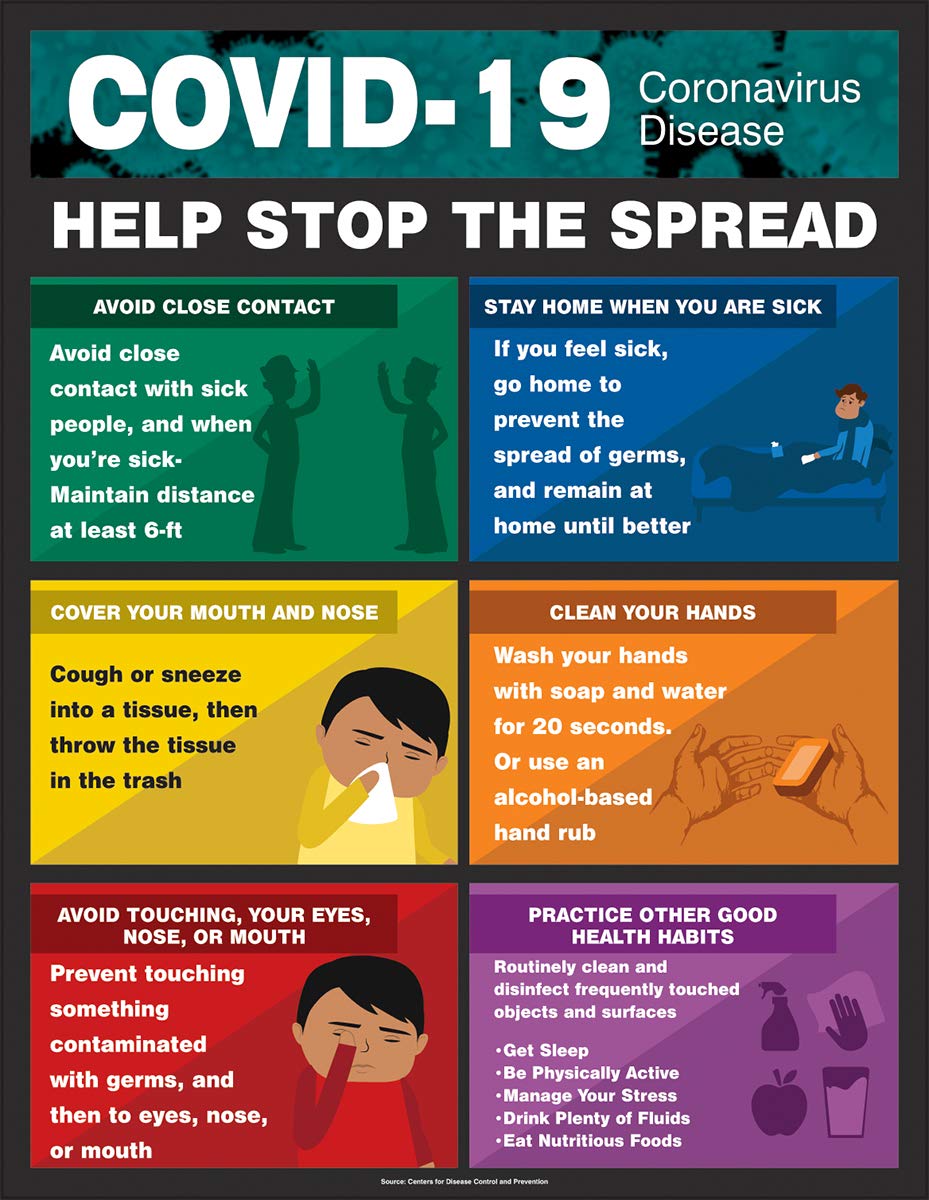 COVID-19 Coronavirus
Disease
HELP STOP THE SPREAD
AVOID CLOSE CONTACT
Avoid close
contact with sick
people, and when
you’re sick-
Maintain distance
at least 6-ft
STAY HOME WHEN YOU ARE SICK
If you feel sick,
go home to
prevent the
spread of germs,
and remain at
home until better
COVER YOUR MOUTH AND NOSE
Cough or sneeze
into a tissue, then
throw the tissue
in the trash
CLEAN YOUR HANDS
Wash your hands
with soap and water
for 20 seconds.
Or use an
alcohol-based
hand rub
AVOID TOUCHING, YOUR EYES,
NOSE, OR MOUTH
Prevent touching
something
contaminated
with germs, and
then to eyes, nose,
or mouth
PRACTICE OTHER GOOD
HEALTH HABITS
Routinely clean and
disinfect frequently touched
objects and surfaces
•Get Sleep
•Be Physically Active
•Manage Your Stress
•Drink Plenty of Fluids
•Eat Nutritious Foods
Source: Centers for Disease Control and Prevention